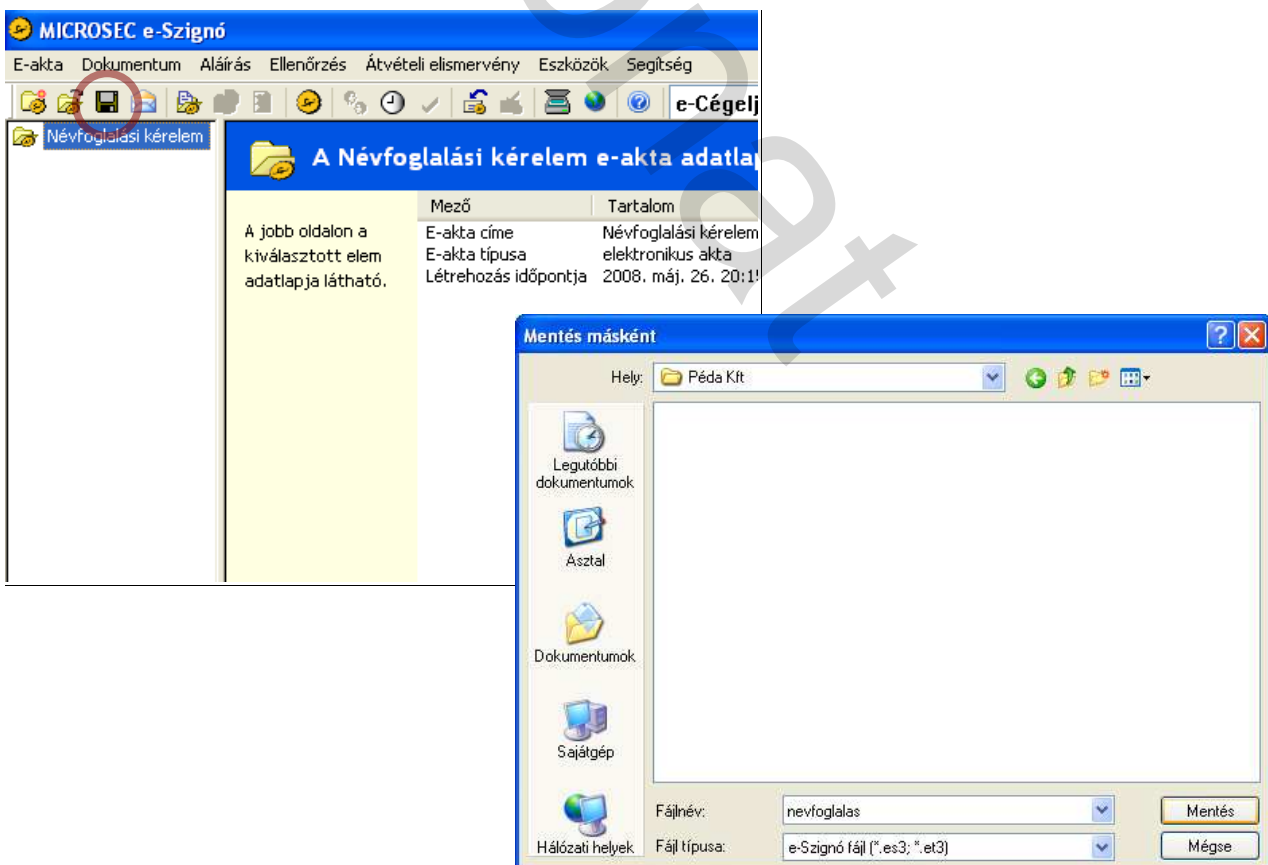 MICROSEC e-Szignó
E-akta Dokumentum Aláírás Ellenőrzés Átvételi elismervény Eszközök Segítség
e-Cégelj
Névfoglalási kérelem
A Névfoglalási kérelem e-akta adatlap
A jobb oldalon a
kiválasztott elem
adatlapja látható.
Mező Tartalom
E-akta címe Névfoglalási kérelem
E-akta típusa elektronikus akta
Létrehozás időpontja 2008. máj. 26. 20:15
Mentés másként
Hely: Péda Kft
Legutóbbi
dokumentumok
Asztal
Dokumentumok
Sajátgép
Hálózati helyek
Fájlnév: nevfoglalas Mentés
Fájl típusa: e-Szignó fájl (*.es3; *.et3) Mégse